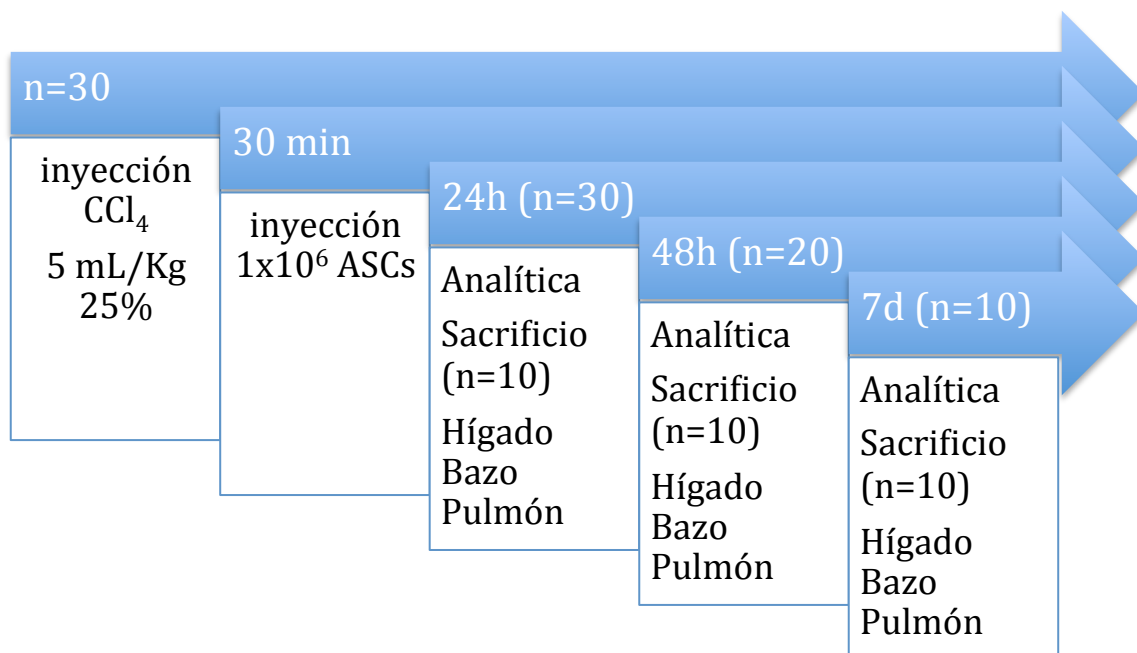 n=30
inyección
CCl₄
5 mL/Kg
25%
30 min
inyección
1x10⁶ ASCs
24h (n=30)
Analítica
Sacrificio
(n=10)
Hígado
Bazo
Pulmón
48h (n=20)
Analítica
Sacrificio
(n=10)
Hígado
Bazo
Pulmón
7d (n=10)
Analítica
Sacrificio
(n=10)
Hígado
Bazo
Pulmón